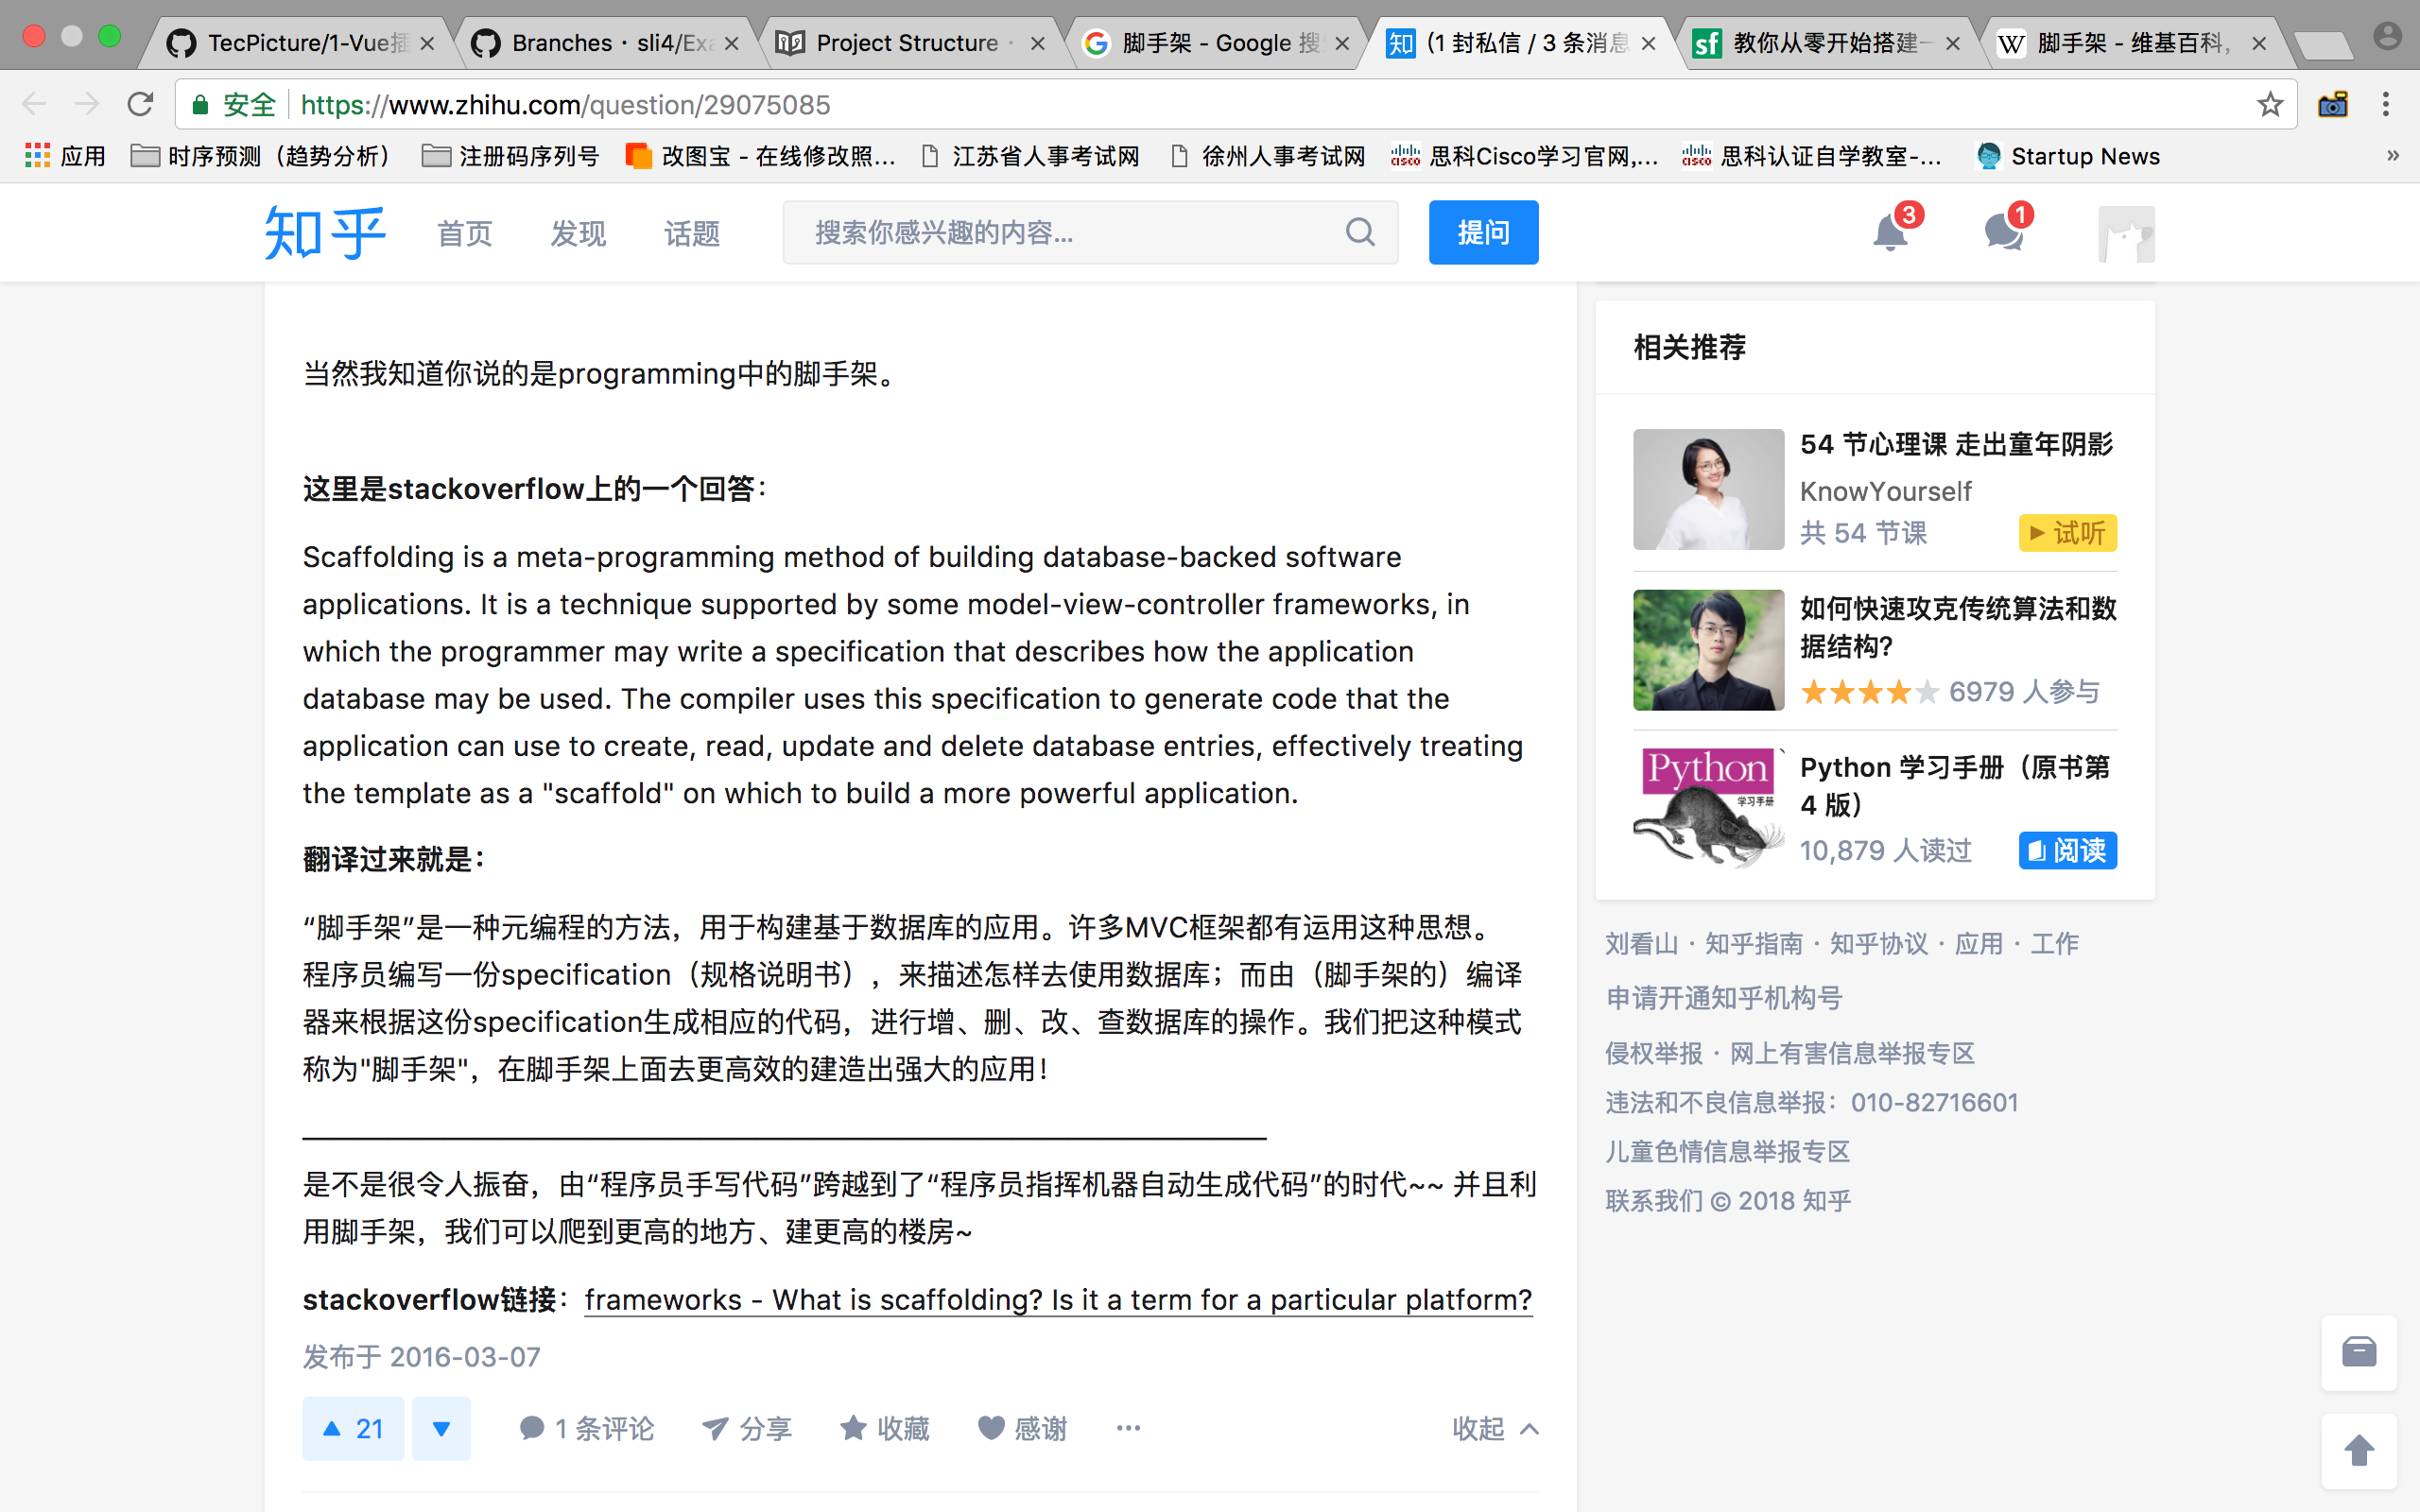 TecPicture/1-Vue插
Branches · sli4/Exa
Project Structure ·
脚手架 - Google 搜
(1 封私信 / 3 条消息
教你从零开始搭建一
脚手架 - 维基百科,
安全
https://www.zhihu.com/question/29075085
应用
时序预测（趋势分析）
注册码序列号
改图宝 - 在线修改照...
江苏省人事考试网
徐州人事考试网
思科Cisco学习官网,...
思科认证自学教室-...
Startup News
»
知乎
首页
发现
话题
搜索你感兴趣的内容...
提问
3
1
当然我知道你说的是programming中的脚手架。
这里是stackoverflow上的一个回答：
Scaffolding is a meta-programming method of building database-backed software
applications. It is a technique supported by some model-view-controller frameworks, in
which the programmer may write a specification that describes how the application
database may be used. The compiler uses this specification to generate code that the
application can use to create, read, update and delete database entries, effectively treating
the template as a "scaffold" on which to build a more powerful application.
翻译过来就是：
“脚手架”是一种元编程的方法，用于构建基于数据库的应用。许多MVC框架都有运用这种思想。
程序员编写一份specification（规格说明书），来描述怎样去使用数据库；而由（脚手架的）编译
器来根据这份specification生成相应的代码，进行增、删、改、查数据库的操作。我们把这种模式
称为"脚手架"，在脚手架上面去更高效的建造出强大的应用！
是不是很令人振奋，由“程序员手写代码”跨越到了“程序员指挥机器自动生成代码”的时代~~ 并且利
用脚手架，我们可以爬到更高的地方、建更高的楼房~
stackoverflow链接：frameworks - What is scaffolding? Is it a term for a particular platform?
发布于 2016-03-07
21
1 条评论
分享
收藏
感谢
收起
相关推荐
54 节心理课 走出童年阴影
KnowYourself
共 54 节课
试听
如何快速攻克传统算法和数
据结构?
6979 人参与
Python
学习手册
Python 学习手册（原书第
4 版）
10,879 人读过
阅读
刘看山 · 知乎指南 · 知乎协议 · 应用 · 工作
申请开通知乎机构号
侵权举报 · 网上有害信息举报专区
违法和不良信息举报：010-82716601
儿童色情信息举报专区
联系我们 © 2018 知乎